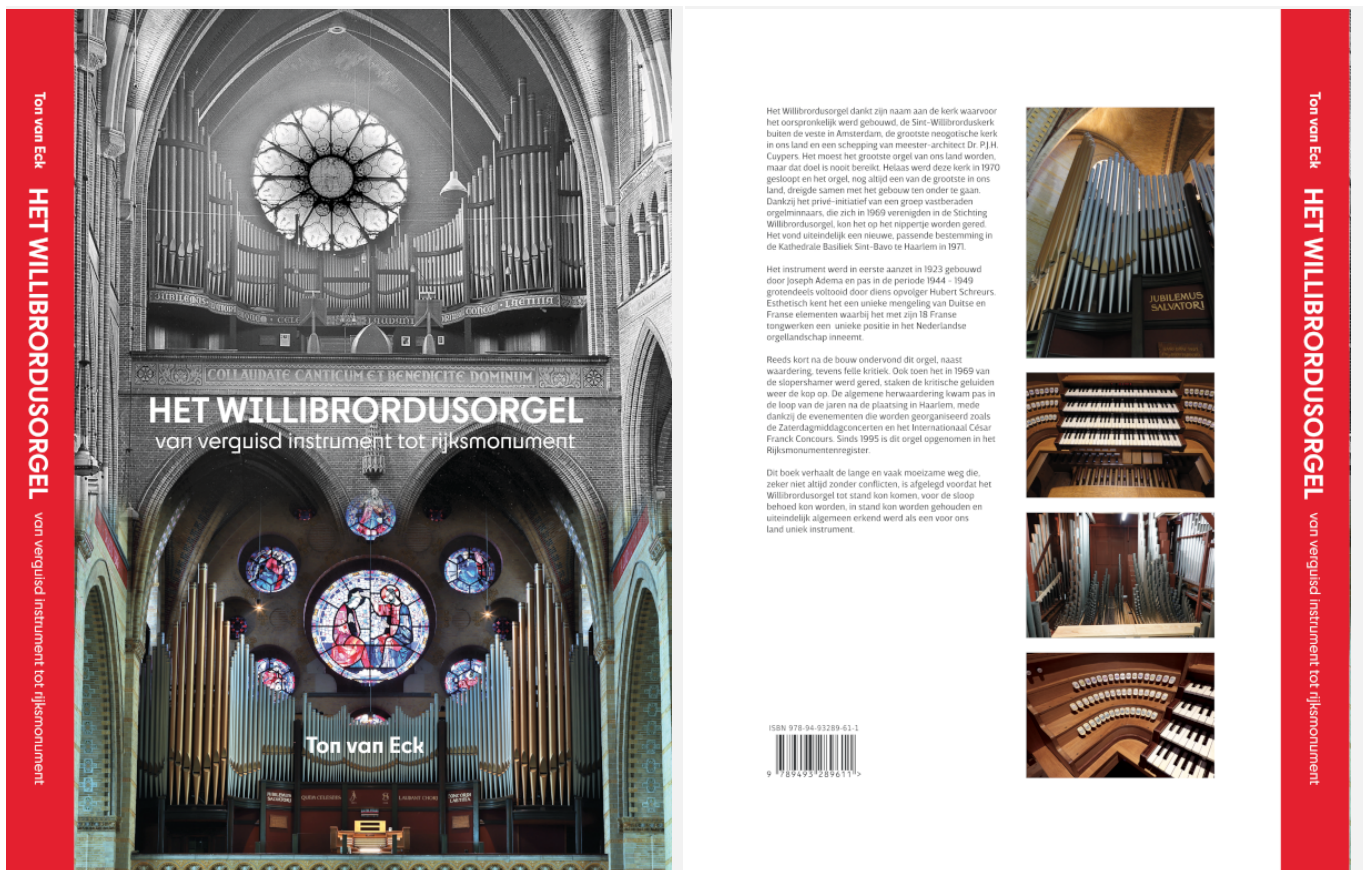 Ton van Eck HET WILLIBRORDUSORGEL van verguisd instrument tot rijksmonument
COLLAUDATE CANTICUM ET BENEDICITE DOMINUM
HET WILLIBRORDUSORGEL
van verguisd instrument tot rijksmonument
Ton van Eck
JUBILEMUS
SALVATORI
Het Willibrordusorgel dankt zijn naam aan de kerk waarvoor
het oorspronkelijk werd gebouwd, de Sint-Willibrorduskerk
buiten de veste in Amsterdam, de grootste neogotische kerk
in ons land en een schepping van meester-architect Dr. P.J.H.
Cuypers. Het moest het grootste orgel van ons land worden,
maar dat doel is nooit bereikt. Helaas werd deze kerk in 1970
gesloopt en het orgel, nog altijd een van de grootste in ons
land, dreigde samen met het gebouw ten onder te gaan.
Dankzij het privé-initiatief van een groep vastberaden
orgelminnaars, die zich in 1969 verenigden in de Stichting
Willibrordusorgel, kon het op het nippertje worden gered.
Het vond uiteindelijk een nieuwe, passende bestemming in
de Kathedrale Basiliek Sint-Bavo te Haarlem in 1971.
Het instrument werd in eerste aanzet in 1923 gebouwd
door Joseph Adema en pas in de periode 1944 - 1949
grotendeels voltooid door diens opvolger Hubert Schreurs.
Esthetisch kent het een unieke mengeling van Duitse en
Franse elementen waarbij het met zijn 18 Franse
tongwerken een unieke positie in het Nederlandse
orgellandschap inneemt.
Reeds kort na de bouw ondervond dit orgel, naast
waardering, tevens felle kritiek. Ook toen het in 1969 van
de slopershamer werd gered, staken de kritische geluiden
weer de kop op. De algemene herwaardering kwam pas in
de loop van de jaren na de plaatsing in Haarlem, mede
dankzij de evenementen die worden georganiseerd zoals
de Zaterdagmiddagconcerten en het Internationaal César
Franck Concours. Sinds 1995 is dit orgel opgenomen in het
Rijksmonumentenregister.
Dit boek verhaalt de lange en vaak moeizame weg die,
zeker niet altijd zonder conflicten, is afgelegd voordat het
Willibrordusorgel tot stand kon komen, voor de sloop
behoed kon worden, in stand kon worden gehouden en
uiteindelijk algemeen erkend werd als een voor ons
land uniek instrument.
ISBN 978-94-93289-61-1
9 789493 289611 >
JUBILEMUS
SALVATORI
Ton van Eck HET WILLIBRORDUSORGEL van verguisd instrument tot rijksmonument